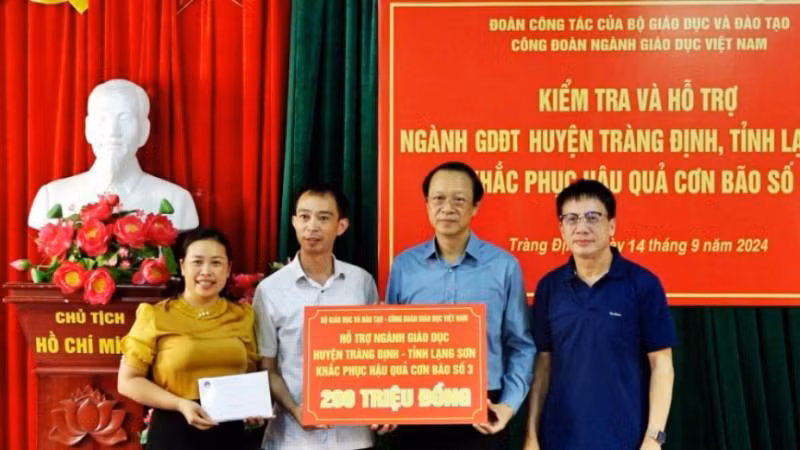 ĐOÀN CÔNG TÁC CỦA BỘ GIÁO DỤC VÀ ĐÀO TẠO
CÔNG ĐOÀN NGÀNH GIÁO DỤC VIỆT NAM
KIỂM TRA VÀ HỖ TRỢ
NGÀNH GDĐT HUYỆN TRÀNG ĐỊNH, TỈNH
KHẮC PHỤC HẬU QUẢ CƠN BÃO SỐ
Tràng 14 tháng 9 năm 2024
CHỦ TỊCH
HỒ CHÍ
BỘ GIÁO DỤC VÀ ĐÀO TẠO - CÔNG ĐOÀN GIÁO DỤC VIỆT NAM
HỖ TRỢ NGÀNH GIÁO DỤC
HUYỆN TRÀNG ĐỊNH - TỈNH LẠNG SƠN
KHẮC PHỤC HẬU QUẢ CƠN BÃO SỐ 3
290 TRIỆU ĐỒNG